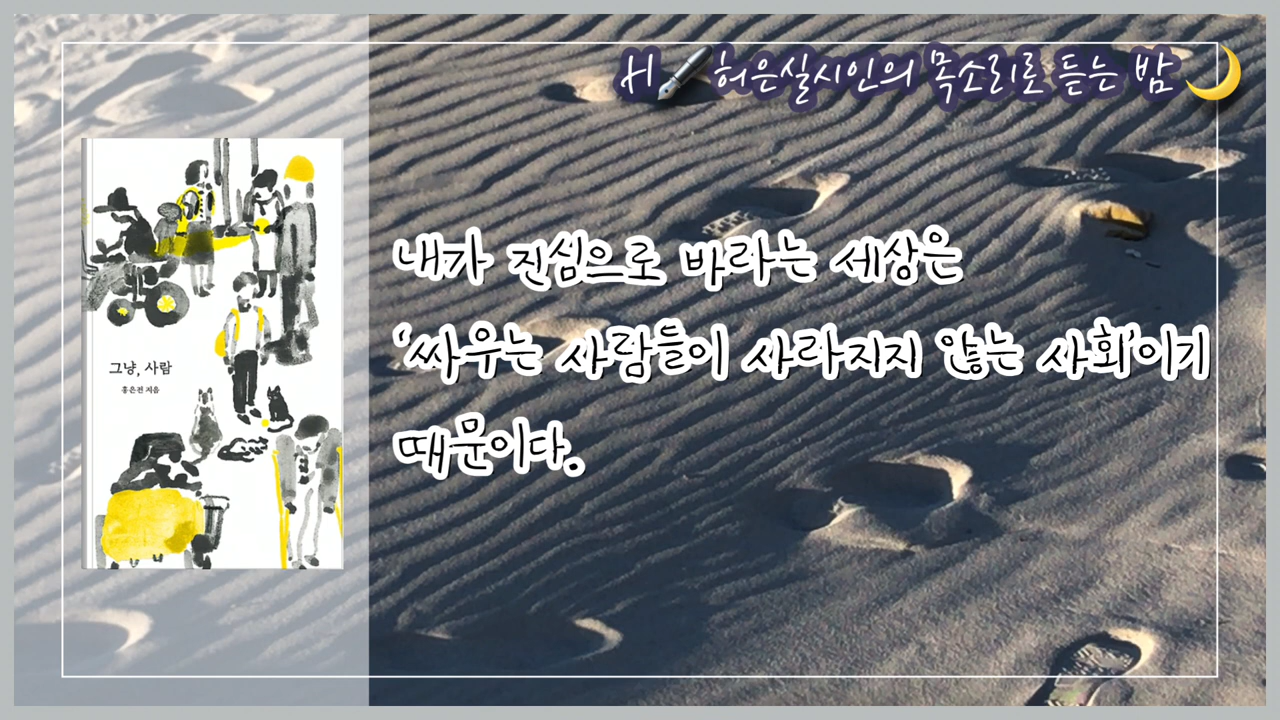 H🖋허은실시인의 목소리로 듣는 밤🌙
그냥, 사람
홍은전 지음
내가 진심으로 바라는 세상은
‘싸우는 사람들이 사라지지 않는 사회’이기
때문이다.